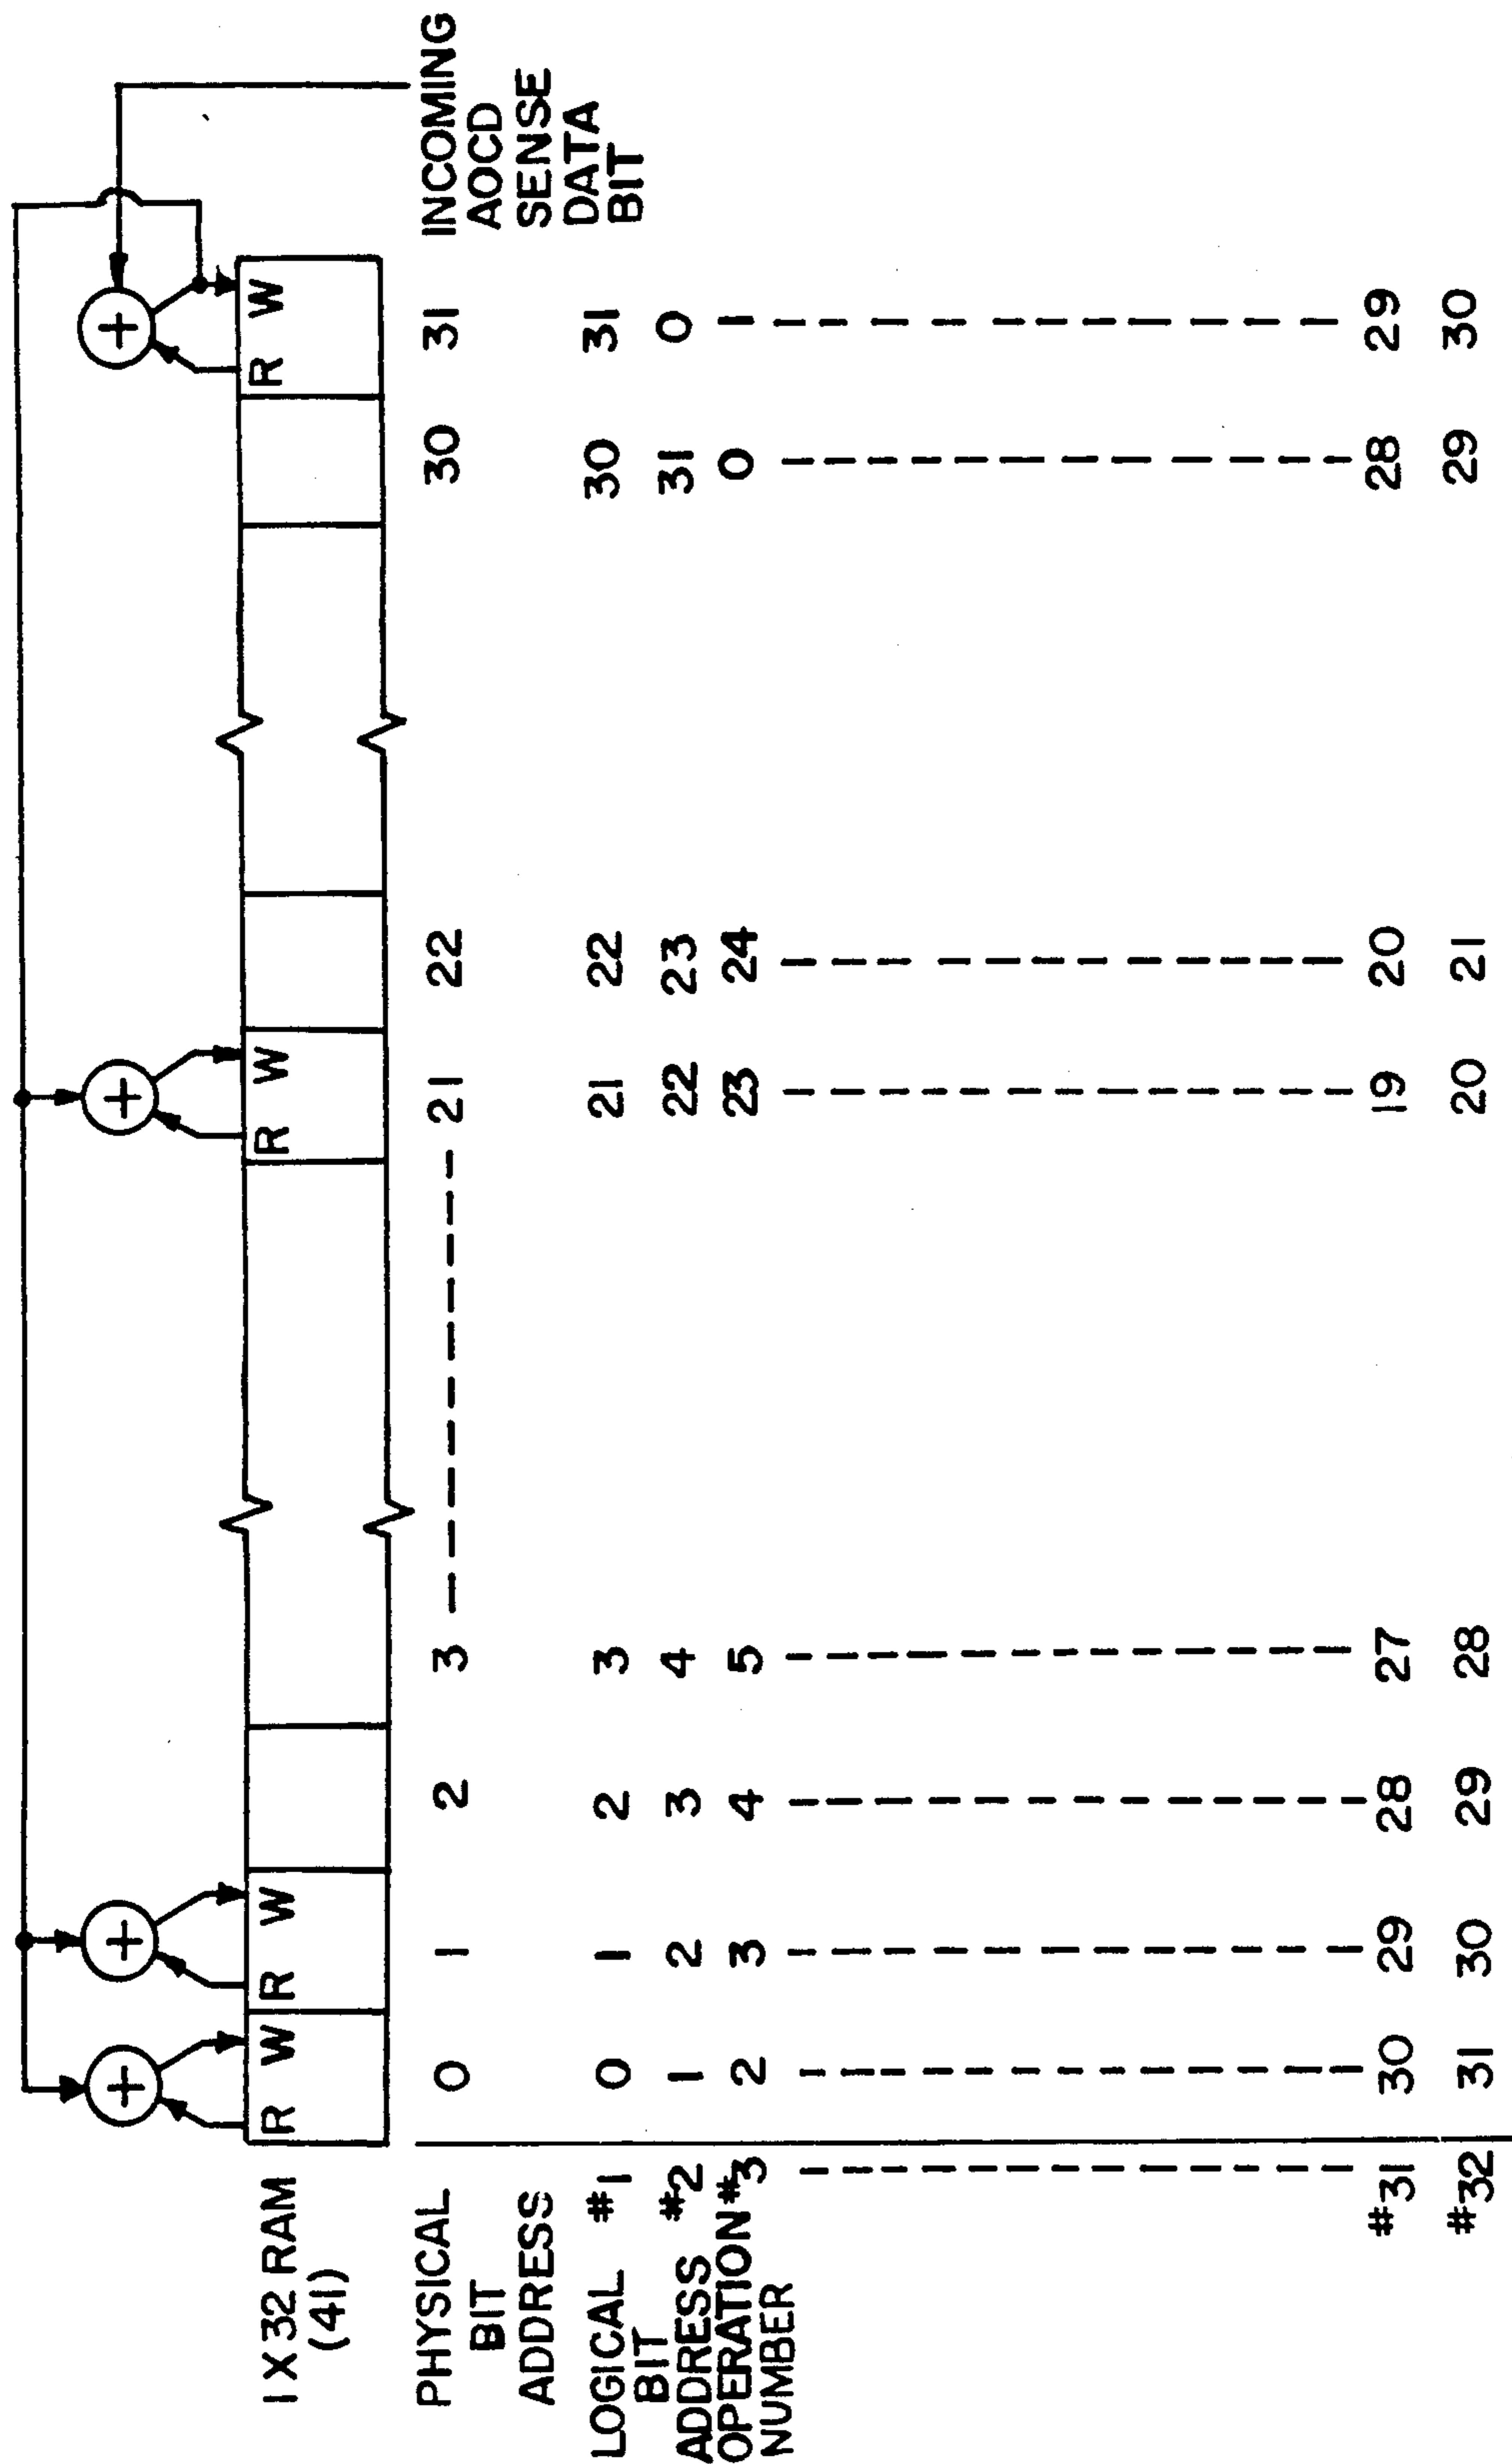 + + + +
1 X 32 RAM R W R W R W R W
(41)
PHYSICAL 0 1 2 3 21 22 30 31
BIT
ADDRESS
INCOMING
AOCD
SENSE
DATA
BIT
LOGICAL #1 0 1 2 3 21 22 30 31
BIT
ADDRESS #2 1 2 3 4 22 23 31 0
OPERATION #3 2 3 4 5 23 24 0 1
NUMBER
#31 30 29 28 27 19 20 28 29
#32 31 30 29 28 20 21 29 30